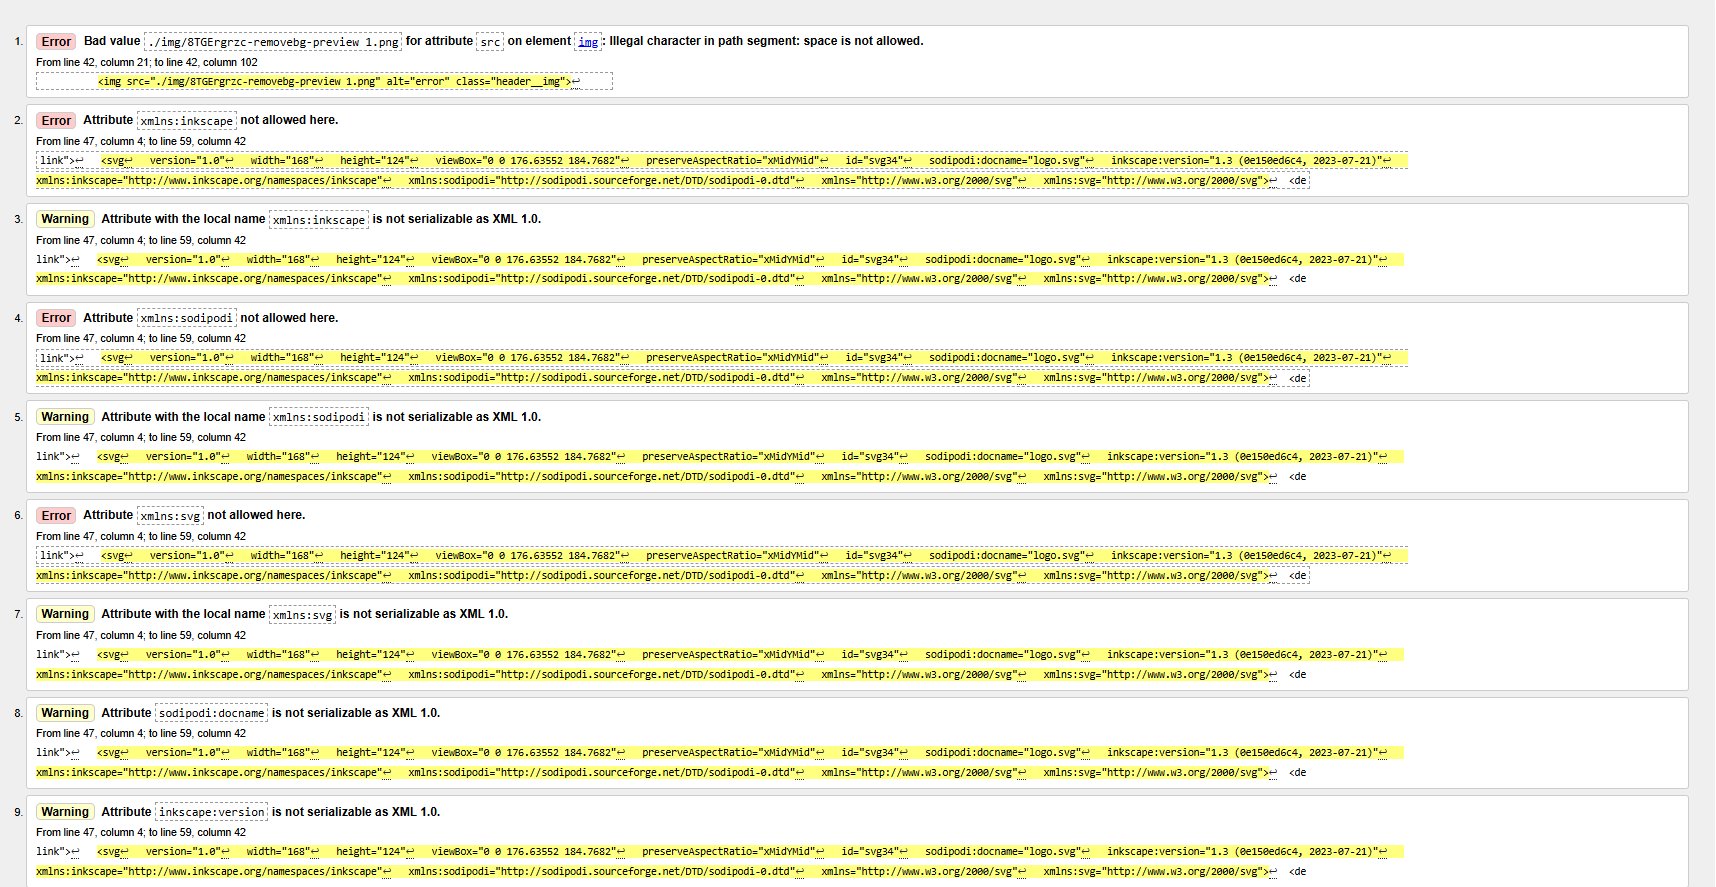 1. Error Bad value ./img/8TGErgrzc-removebg-preview 1.png for attribute src on element img: Illegal character in path segment: space is not allowed.
From line 42, column 21; to line 42, column 102
<img src="./img/8TGErgrzc-removebg-preview 1.png" alt="error" class="header__img">↩
2. Error Attribute xmlns:inkscape not allowed here.
From line 47, column 4; to line 59, column 42
link">↩ <svg↩ version="1.0"↩ width="168"↩ height="124"↩ viewBox="0 0 176.63552 184.7682"↩ preserveAspectRatio="xMidYMid"↩ id="svg34"↩ sodipodi:docname="logo.svg"↩ inkscape:version="1.3 (0e150ed6c4, 2023-07-21)"↩
xmlns:inkscape="http://www.inkscape.org/namespaces/inkscape"↩ xmlns:sodipodi="http://sodipodi.sourceforge.net/DTD/sodipodi-0.dtd"↩ xmlns="http://www.w3.org/2000/svg"↩ xmlns:svg="http://www.w3.org/2000/svg">↩ <de
3. Warning Attribute with the local name xmlns:inkscape is not serializable as XML 1.0.
From line 47, column 4; to line 59, column 42
link">↩ <svg↩ version="1.0"↩ width="168"↩ height="124"↩ viewBox="0 0 176.63552 184.7682"↩ preserveAspectRatio="xMidYMid"↩ id="svg34"↩ sodipodi:docname="logo.svg"↩ inkscape:version="1.3 (0e150ed6c4, 2023-07-21)"↩
xmlns:inkscape="http://www.inkscape.org/namespaces/inkscape"↩ xmlns:sodipodi="http://sodipodi.sourceforge.net/DTD/sodipodi-0.dtd"↩ xmlns="http://www.w3.org/2000/svg"↩ xmlns:svg="http://www.w3.org/2000/svg">↩ <de
4. Error Attribute xmlns:sodipodi not allowed here.
From line 47, column 4; to line 59, column 42
link">↩ <svg↩ version="1.0"↩ width="168"↩ height="124"↩ viewBox="0 0 176.63552 184.7682"↩ preserveAspectRatio="xMidYMid"↩ id="svg34"↩ sodipodi:docname="logo.svg"↩ inkscape:version="1.3 (0e150ed6c4, 2023-07-21)"↩
xmlns:inkscape="http://www.inkscape.org/namespaces/inkscape"↩ xmlns:sodipodi="http://sodipodi.sourceforge.net/DTD/sodipodi-0.dtd"↩ xmlns="http://www.w3.org/2000/svg"↩ xmlns:svg="http://www.w3.org/2000/svg">↩ <de
5. Warning Attribute with the local name xmlns:sodipodi is not serializable as XML 1.0.
From line 47, column 4; to line 59, column 42
link">↩ <svg↩ version="1.0"↩ width="168"↩ height="124"↩ viewBox="0 0 176.63552 184.7682"↩ preserveAspectRatio="xMidYMid"↩ id="svg34"↩ sodipodi:docname="logo.svg"↩ inkscape:version="1.3 (0e150ed6c4, 2023-07-21)"↩
xmlns:inkscape="http://www.inkscape.org/namespaces/inkscape"↩ xmlns:sodipodi="http://sodipodi.sourceforge.net/DTD/sodipodi-0.dtd"↩ xmlns="http://www.w3.org/2000/svg"↩ xmlns:svg="http://www.w3.org/2000/svg">↩ <de
6. Error Attribute xmlns:svg not allowed here.
From line 47, column 4; to line 59, column 42
link">↩ <svg↩ version="1.0"↩ width="168"↩ height="124"↩ viewBox="0 0 176.63552 184.7682"↩ preserveAspectRatio="xMidYMid"↩ id="svg34"↩ sodipodi:docname="logo.svg"↩ inkscape:version="1.3 (0e150ed6c4, 2023-07-21)"↩
xmlns:inkscape="http://www.inkscape.org/namespaces/inkscape"↩ xmlns:sodipodi="http://sodipodi.sourceforge.net/DTD/sodipodi-0.dtd"↩ xmlns="http://www.w3.org/2000/svg"↩ xmlns:svg="http://www.w3.org/2000/svg">↩ <de
7. Warning Attribute with the local name xmlns:svg is not serializable as XML 1.0.
From line 47, column 4; to line 59, column 42
link">↩ <svg↩ version="1.0"↩ width="168"↩ height="124"↩ viewBox="0 0 176.63552 184.7682"↩ preserveAspectRatio="xMidYMid"↩ id="svg34"↩ sodipodi:docname="logo.svg"↩ inkscape:version="1.3 (0e150ed6c4, 2023-07-21)"↩
xmlns:inkscape="http://www.inkscape.org/namespaces/inkscape"↩ xmlns:sodipodi="http://sodipodi.sourceforge.net/DTD/sodipodi-0.dtd"↩ xmlns="http://www.w3.org/2000/svg"↩ xmlns:svg="http://www.w3.org/2000/svg">↩ <de
8. Warning Attribute sodipodi:docname is not serializable as XML 1.0.
From line 47, column 4; to line 59, column 42
link">↩ <svg↩ version="1.0"↩ width="168"↩ height="124"↩ viewBox="0 0 176.63552 184.7682"↩ preserveAspectRatio="xMidYMid"↩ id="svg34"↩ sodipodi:docname="logo.svg"↩ inkscape:version="1.3 (0e150ed6c4, 2023-07-21)"↩
xmlns:inkscape="http://www.inkscape.org/namespaces/inkscape"↩ xmlns:sodipodi="http://sodipodi.sourceforge.net/DTD/sodipodi-0.dtd"↩ xmlns="http://www.w3.org/2000/svg"↩ xmlns:svg="http://www.w3.org/2000/svg">↩ <de
9. Warning Attribute inkscape:version is not serializable as XML 1.0.
From line 47, column 4; to line 59, column 42
link">↩ <svg↩ version="1.0"↩ width="168"↩ height="124"↩ viewBox="0 0 176.63552 184.7682"↩ preserveAspectRatio="xMidYMid"↩ id="svg34"↩ sodipodi:docname="logo.svg"↩ inkscape:version="1.3 (0e150ed6c4, 2023-07-21)"↩
xmlns:inkscape="http://www.inkscape.org/namespaces/inkscape"↩ xmlns:sodipodi="http://sodipodi.sourceforge.net/DTD/sodipodi-0.dtd"↩ xmlns="http://www.w3.org/2000/svg"↩ xmlns:svg="http://www.w3.org/2000/svg">↩ <de